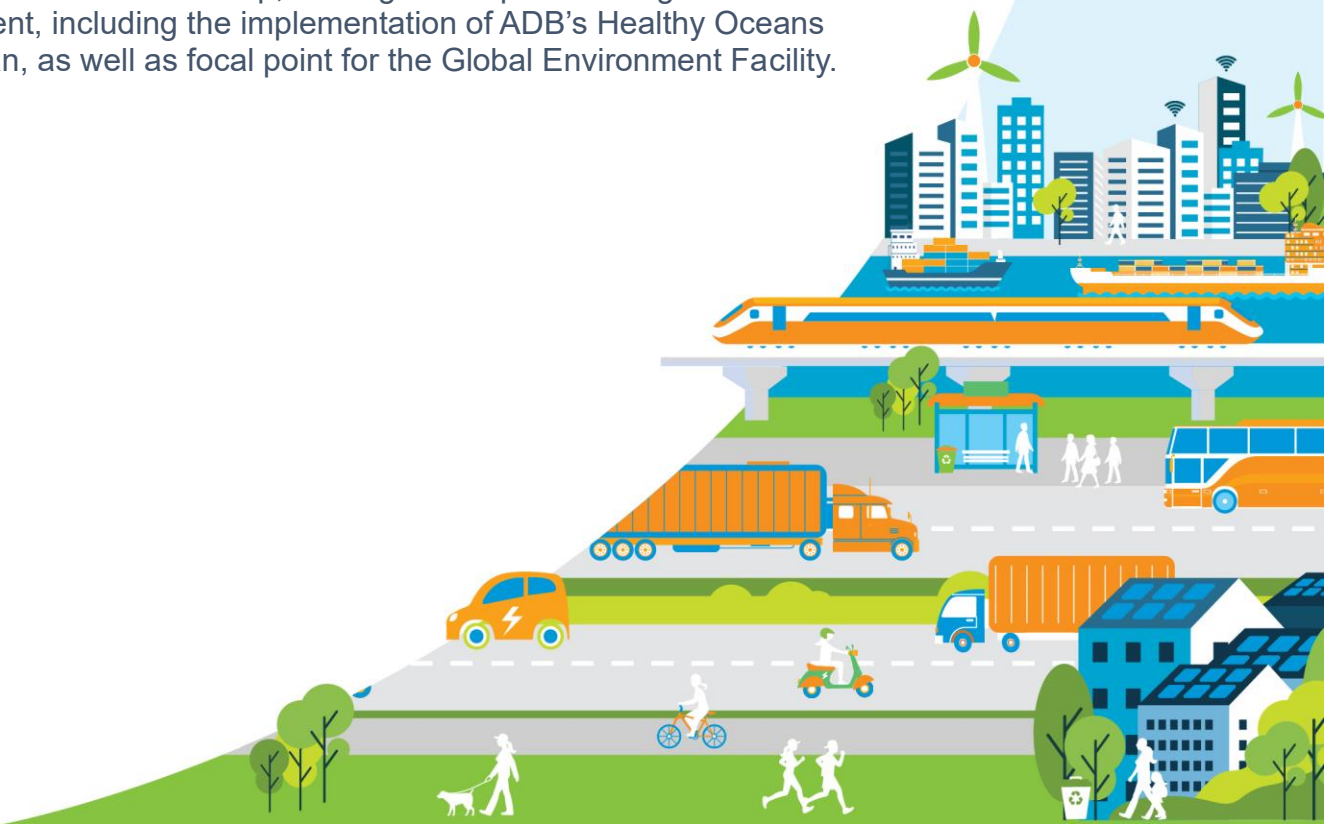 ent, including the implementation of ADB’s Healthy Oceans
n, as well as focal point for the Global Environment Facility.